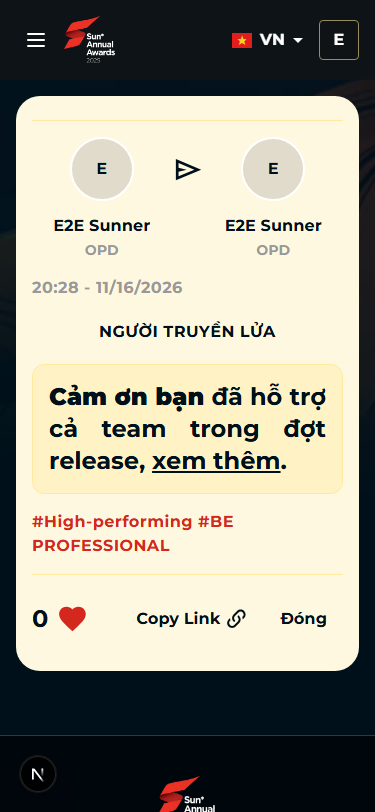 Sun*
Annual
Awards
2025
VN
E
E
E
E2E Sunner
E2E Sunner
OPD
OPD
20:28 - 11/16/2026
NGƯỜI TRUYỀN LỬA
Cảm ơn bạn đã hỗ trợ
cả team trong đợt
release, xem thêm.
#High-performing #BE
PROFESSIONAL
0
Copy Link
Đóng
N
Sun*
Annual